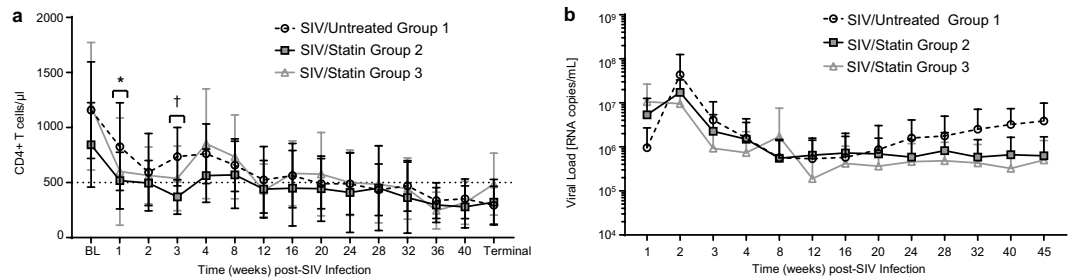 a
CD4+ T cells/µl
2000
1500
1000
500
0
SIV/Untreated Group 1
SIV/Statin Group 2
SIV/Statin Group 3
*
†
BL 1 2 3 4 8 12 16 20 24 28 32 36 40 Terminal
Time (weeks) post-SIV Infection
b
Viral Load [RNA copies/mL]
10⁹
10⁸
10⁷
10⁶
10⁵
10⁴
SIV/Untreated Group 1
SIV/Statin Group 2
SIV/Statin Group 3
1 2 3 4 8 12 16 20 24 28 32 40 45
Time (weeks) post-SIV Infection